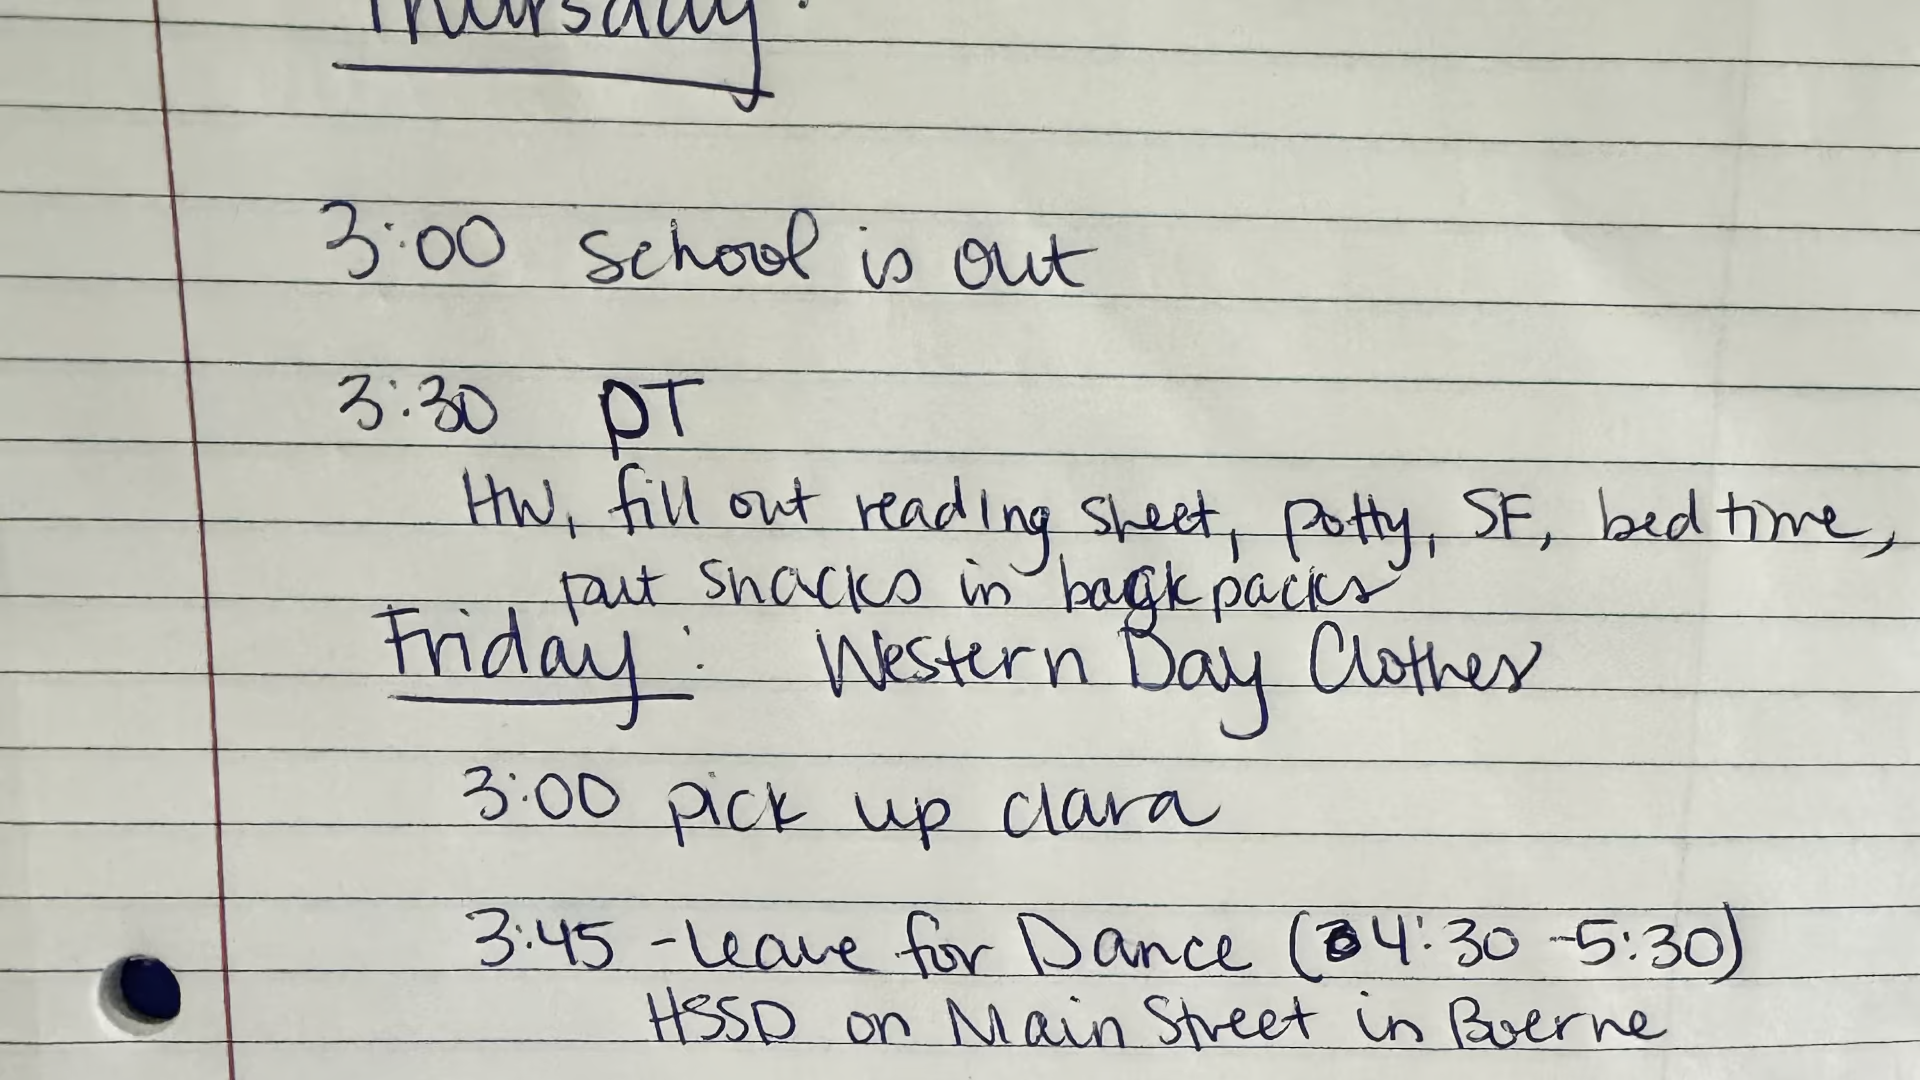 Thursday:
3:00 School is out
3:30 PT
HW, fill out reading sheet, potty, SF, bedtime,
put snacks in backpacks
Friday: Western Day Clothes
3:00 pick up clara
3:45 - leave for Dance (4:30 - 5:30)
HSSD on Main Street in Boerne